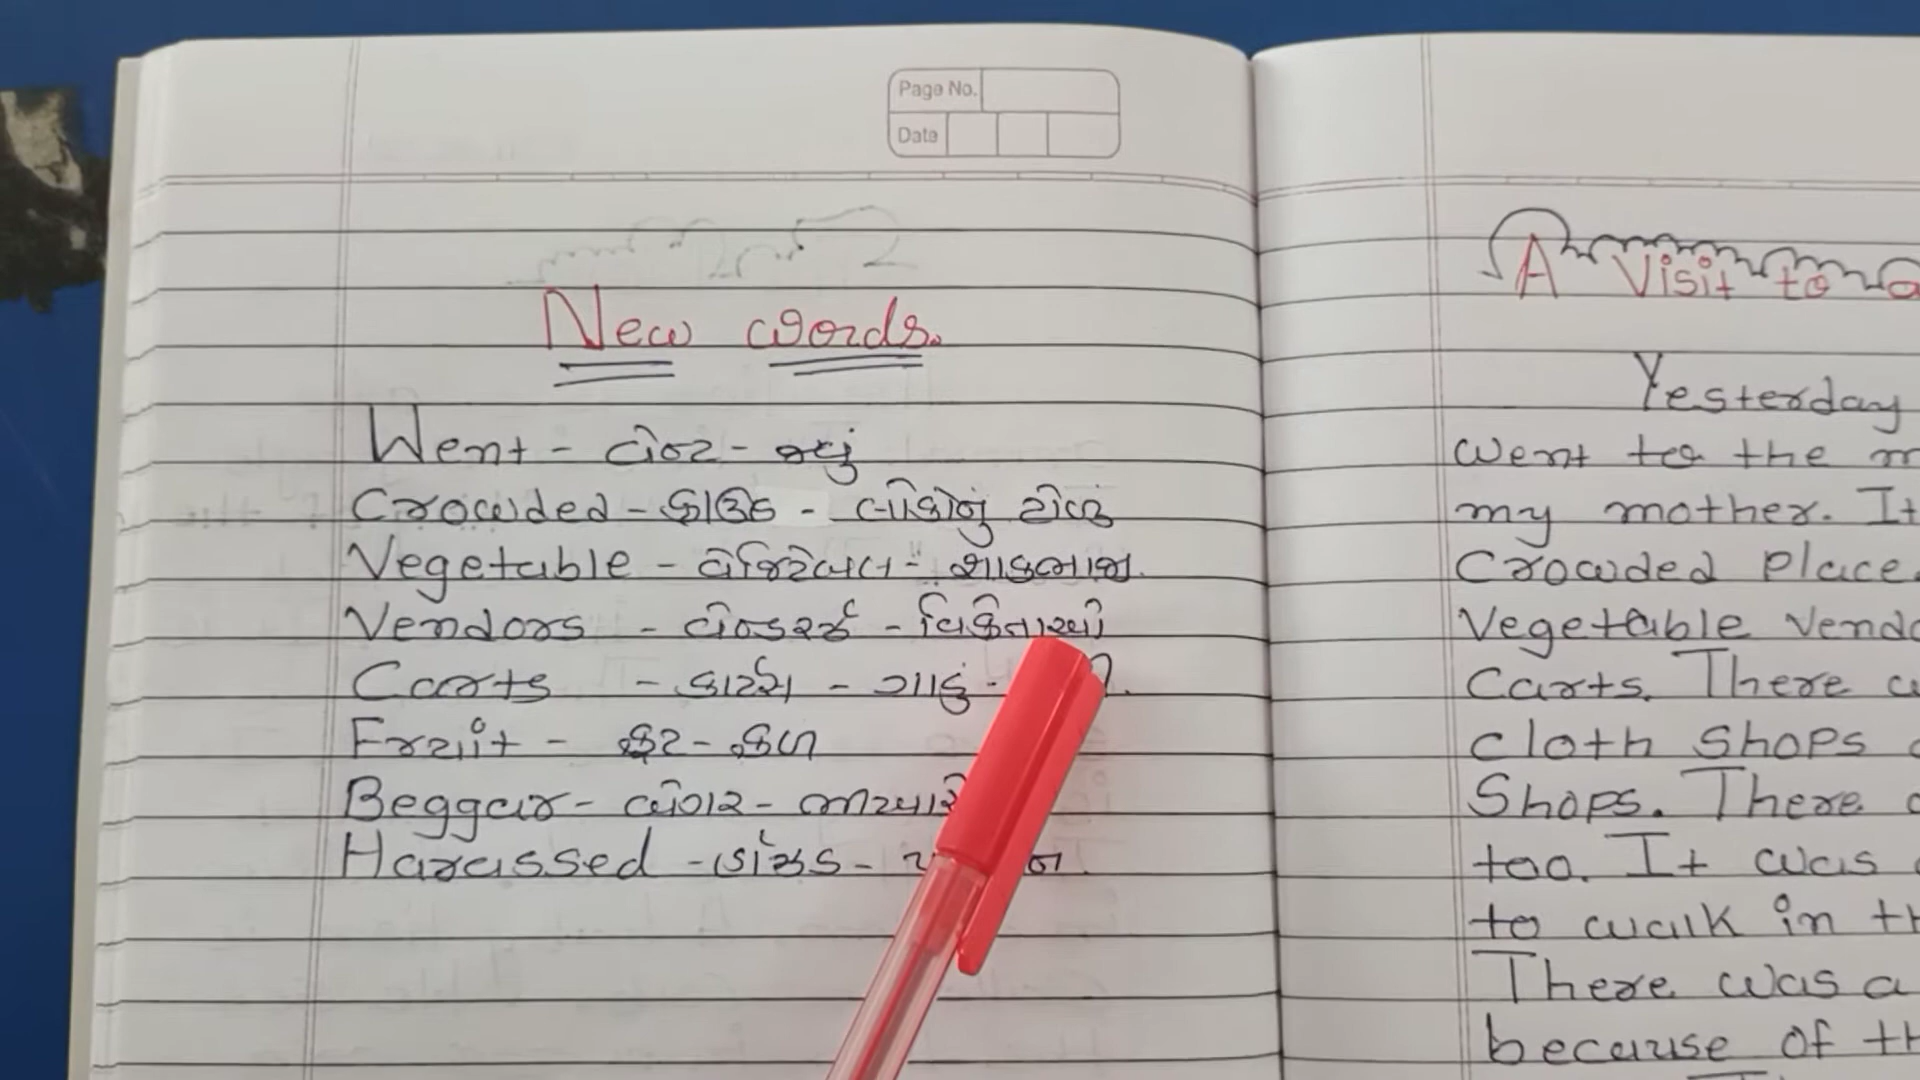 Page No.
Date
New words.
Went - વેન્ટ - ગયું
Crowded - ક્રાઉડ - લોકોનું ટોળું
Vegetable - વેજિટેબલ - શાકભાજી.
Vendors - વેન્ડર્સ - વિક્રેતાઓ
Carts - કાર્ટસ - ગાડું -
Fruit - ફ્રુટ - ફળ
Beggar - બેગર -
Harassed -
A Visit to a
Yesterday
went to the m
my mother. It
Crowded place.
Vegetable Vendo
Carts. There a
cloth shops
Shops. There
too. It was
to walk in th
There was a
because of th